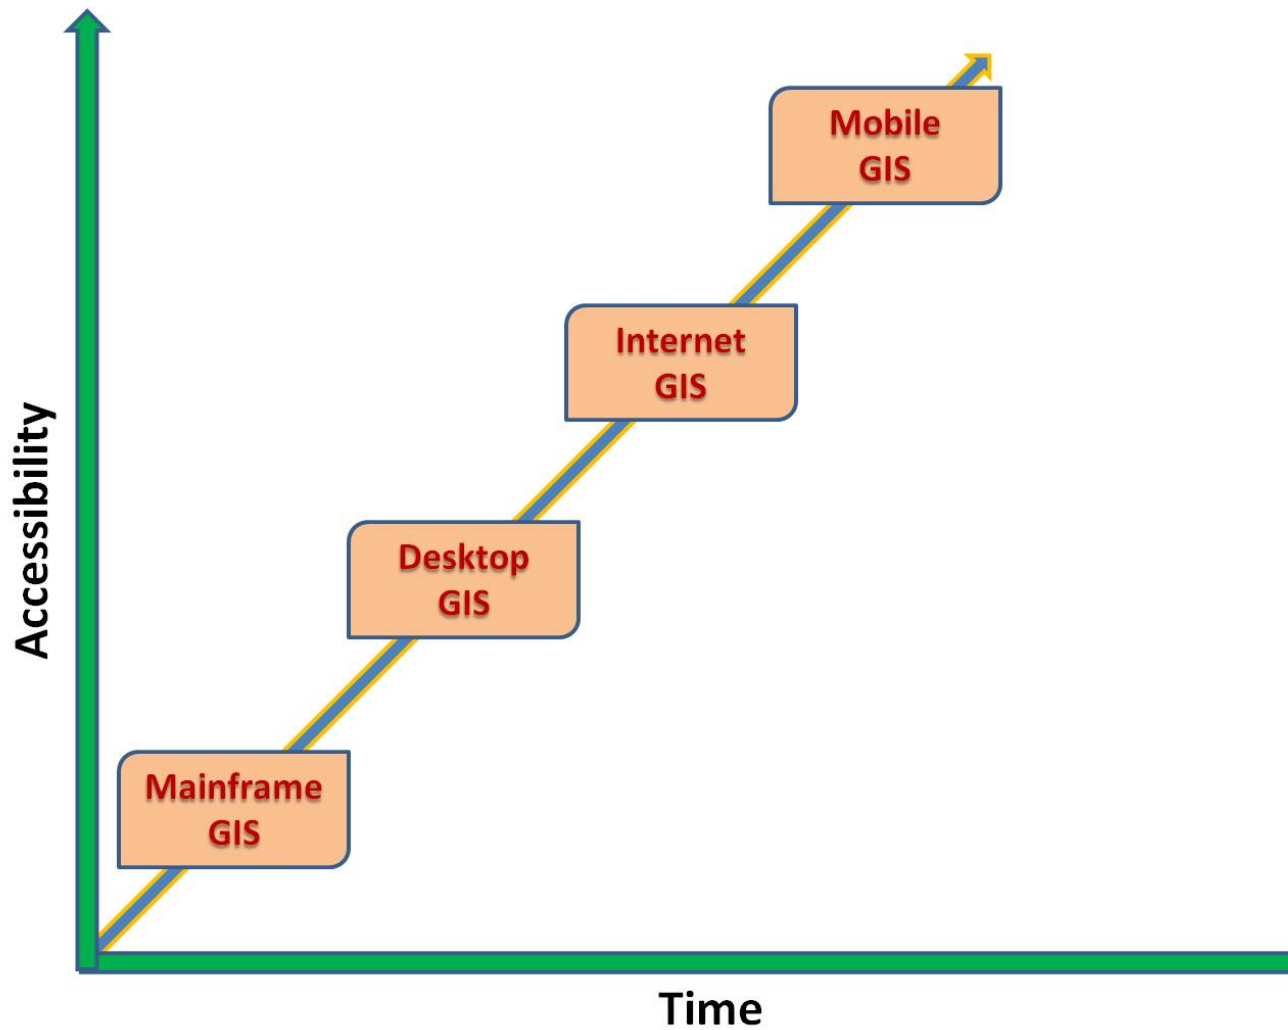 Mobile
GIS
Internet
GIS
Desktop
GIS
Mainframe
GIS
Accessibility
Time